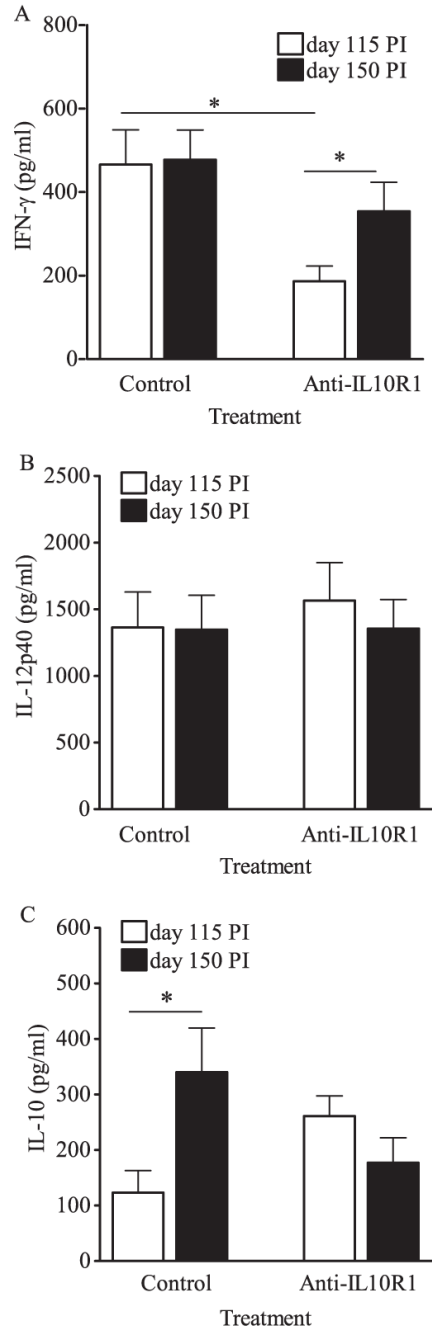 A
800
600
400
200
0
IFN-γ (pg/ml)
day 115 PI
day 150 PI
*
*
Control
Anti-IL10R1
Treatment
B
2500
2000
1500
1000
500
0
IL-12p40 (pg/ml)
day 115 PI
day 150 PI
Control
Anti-IL10R1
Treatment
C
600
500
400
300
200
100
0
IL-10 (pg/ml)
day 115 PI
day 150 PI
*
Control
Anti-IL10R1
Treatment